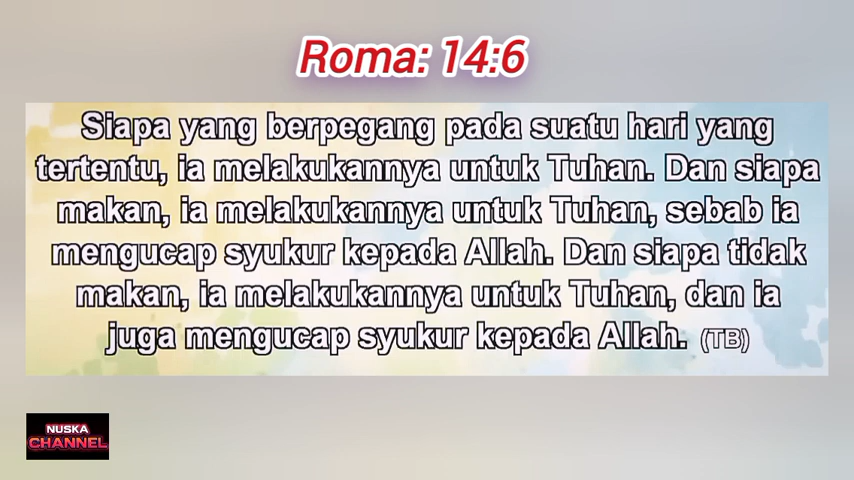 Roma: 14:6
Siapa yang berpegang pada suatu hari yang
tertentu, ia melakukannya untuk Tuhan. Dan siapa
makan, ia melakukannya untuk Tuhan, sebab ia
mengucap syukur kepada Allah. Dan siapa tidak
makan, ia melakukannya untuk Tuhan, dan ia
juga mengucap syukur kepada Allah. (TB)
NUSKA
CHANNEL